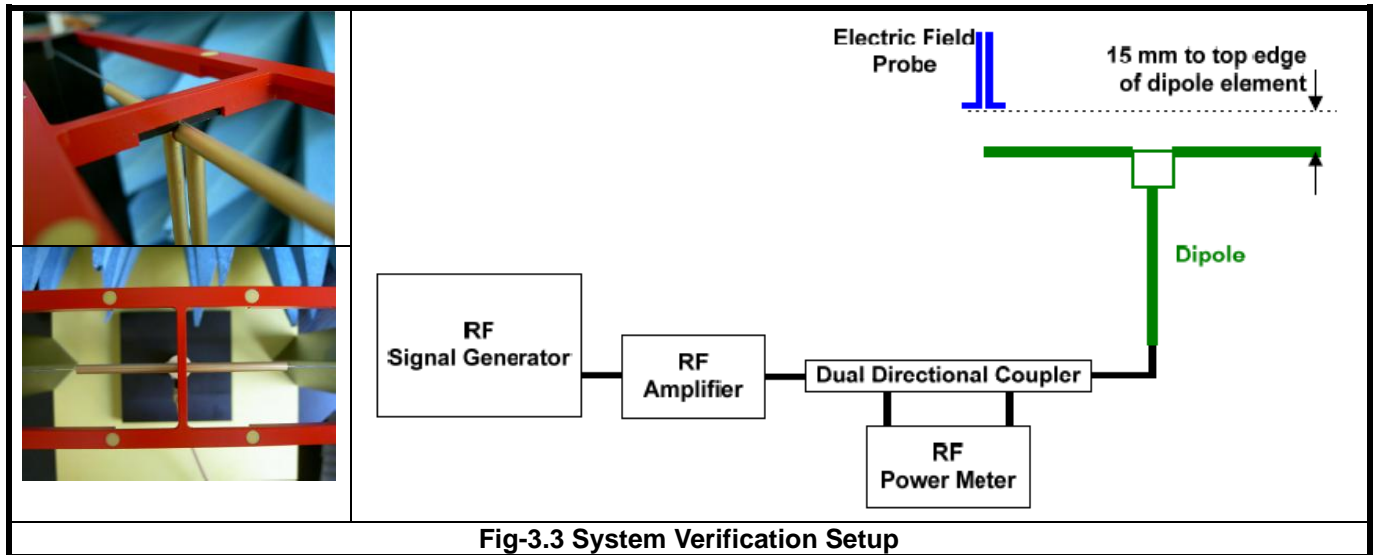 Electric Field
Probe
15 mm to top edge
of dipole element
Dipole
RF
Signal Generator
RF
Amplifier
Dual Directional Coupler
RF
Power Meter
Fig-3.3 System Verification Setup